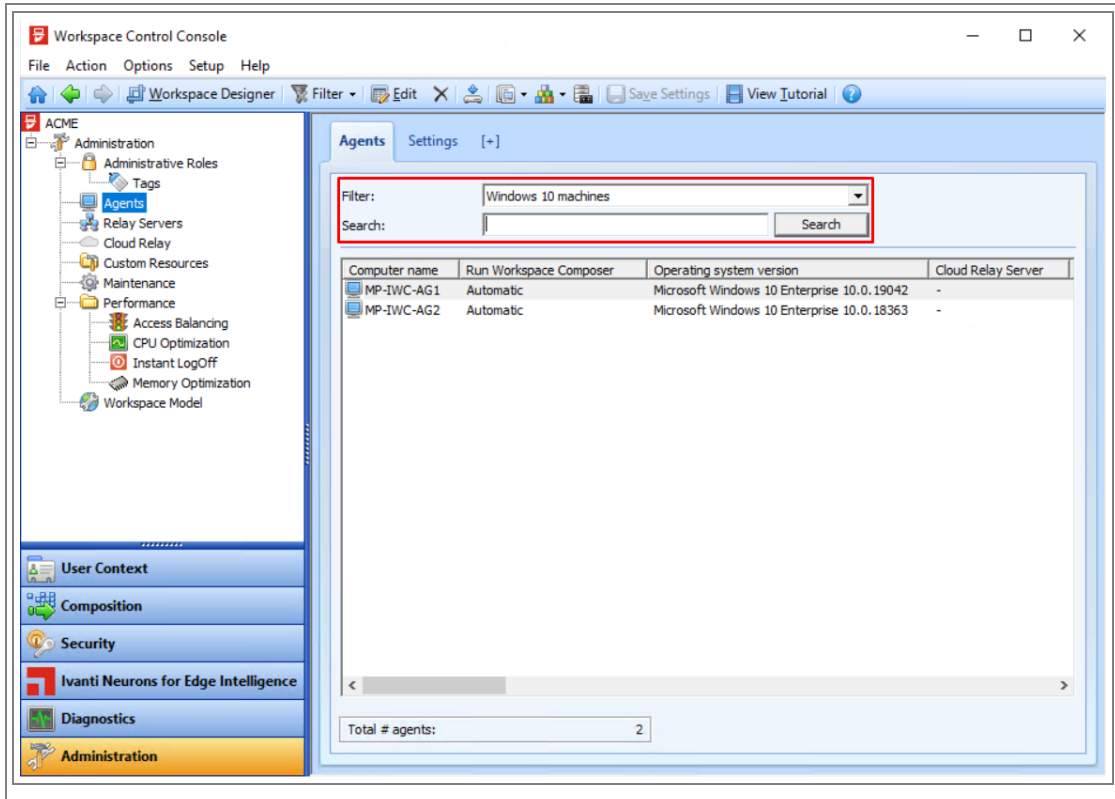 Workspace Control Console
File Action Options Setup Help
Workspace Designer Filter Edit Save Settings View Tutorial
ACME
Administration
Administrative Roles
Tags
Agents
Relay Servers
Cloud Relay
Custom Resources
Maintenance
Performance
Access Balancing
CPU Optimization
Instant LogOff
Memory Optimization
Workspace Model
User Context
Composition
Security
Ivanti Neurons for Edge Intelligence
Diagnostics
Administration
Agents Settings [+]
Filter: Windows 10 machines
Search: Search
Computer name Run Workspace Composer Operating system version Cloud Relay Server
MP-IWC-AG1 Automatic Microsoft Windows 10 Enterprise 10.0.19042 -
MP-IWC-AG2 Automatic Microsoft Windows 10 Enterprise 10.0.18363 -
Total # agents: 2